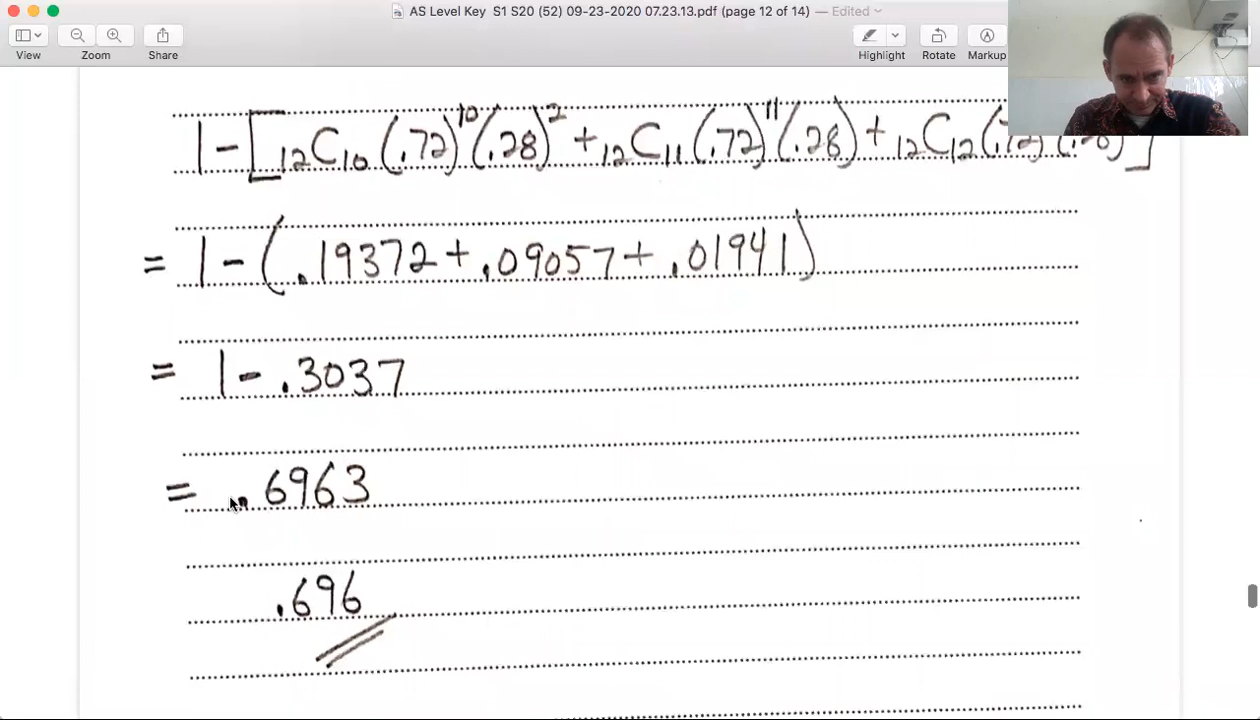 AS Level Key S1 S20 (52) 09-23-2020 07.23.13.pdf (page 12 of 14) — Edited
View Zoom Share Highlight Rotate Markup
1 - [₁₂C₁₀ (.72)¹⁰ (.28)² + ₁₂C₁₁ (.72)¹¹ (.28) + ₁₂C₁₂ (
= 1 - (.19372 + .09057 + .01941)
= 1 - .3037
= .6963
.696